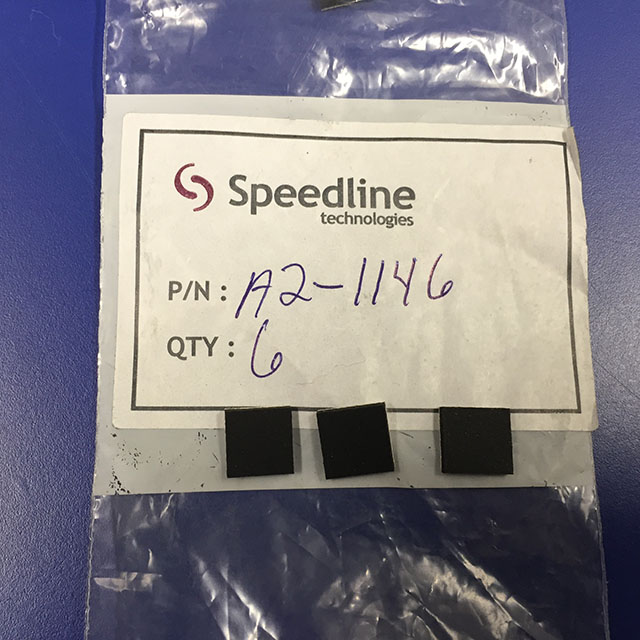 Speedline
technologies
P/N : A2-1146
QTY : 6